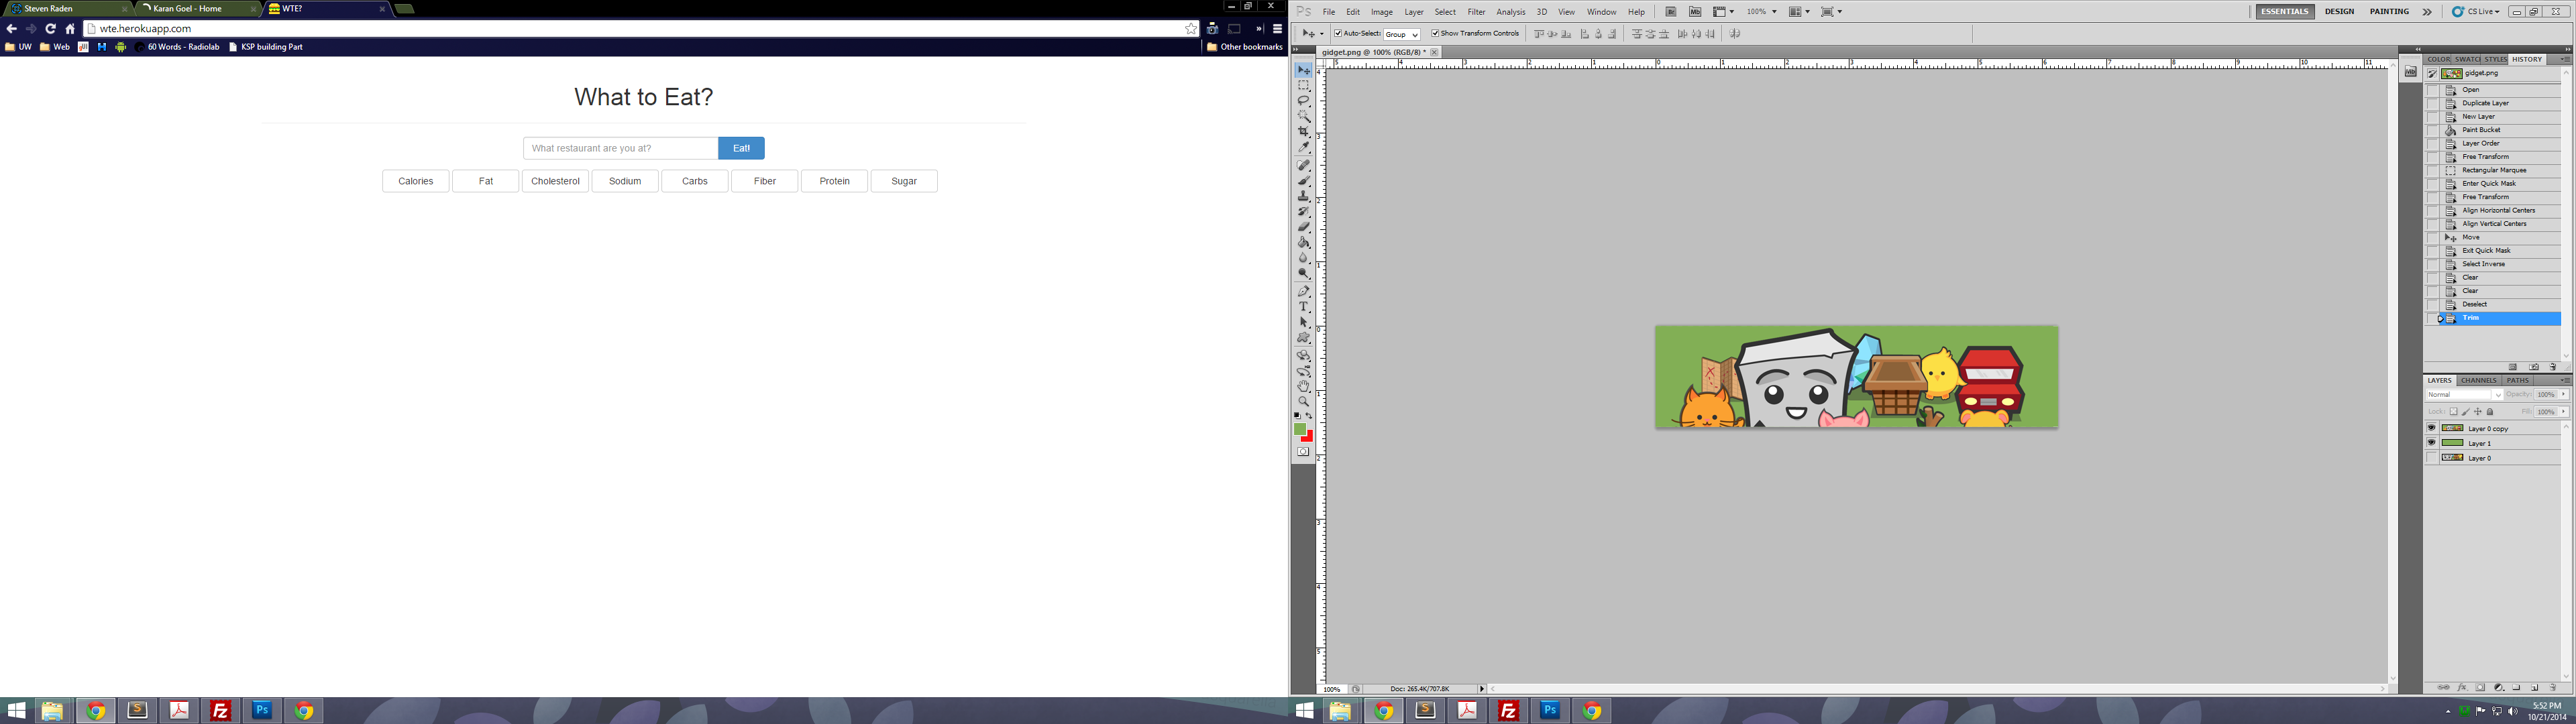 Steven Raden
Karan Goel - Home
WTE?
wte.herokuapp.com
UW
Web
60 Words - Radiolab
KSP building Part
Other bookmarks
What to Eat?
What restaurant are you at?
Eat!
Calories
Fat
Cholesterol
Sodium
Carbs
Fiber
Protein
Sugar
Ps
File Edit Image Layer Select Filter Analysis 3D View Window Help
Br
Mb
100%
ESSENTIALS
DESIGN
PAINTING
CS Live
Auto-Select:
Group
Show Transform Controls
gidget.png @ 100% (RGB/8) *
COLOR
SWATC
STYLES
HISTORY
gidget.png
Open
Duplicate Layer
New Layer
Paint Bucket
Layer Order
Free Transform
Rectangular Marquee
Enter Quick Mask
Free Transform
Align Horizontal Centers
Align Vertical Centers
Move
Exit Quick Mask
Select Inverse
Clear
Clear
Deselect
Trim
LAYERS
CHANNELS
PATHS
Normal
Opacity: 100%
Lock:
Fill: 100%
Layer 0 copy
Layer 1
Layer 0
100%
Doc: 265.4K/707.8K
5:52 PM
10/21/2014